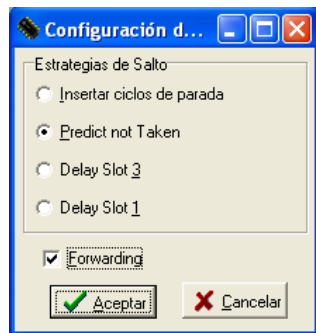 Configuración d...
Estrategias de Salto
Insertar ciclos de parada
Predict not Taken
Delay Slot 3
Delay Slot 1
Forwarding
Aceptar
Cancelar